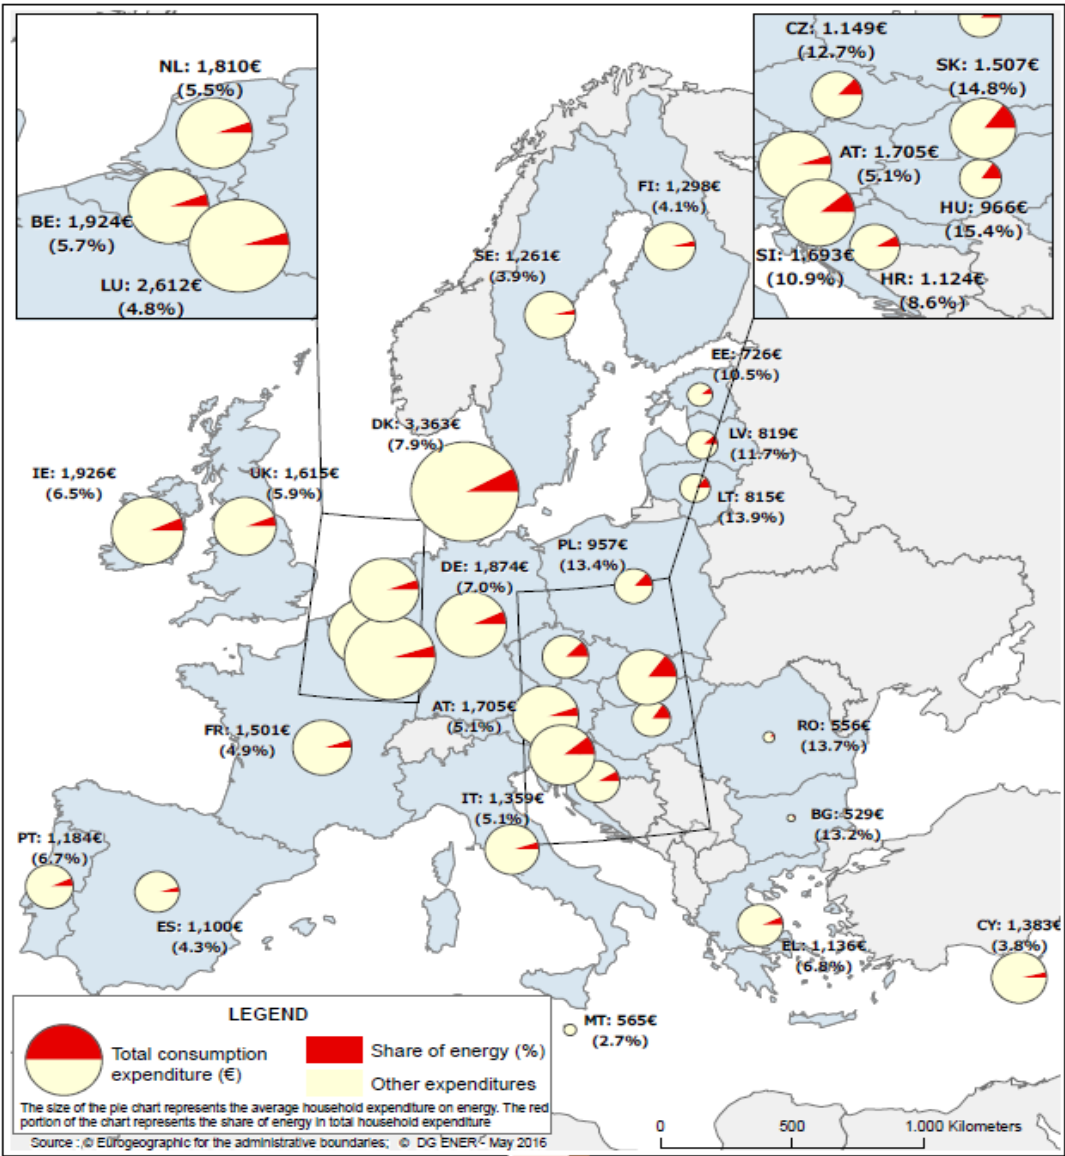 NL: 1,810€
(5.5%)
BE: 1,924€
(5.7%)
LU: 2,612€
(4.8%)
CZ: 1.149€
(12.7%)
SK: 1.507€
(14.8%)
AT: 1.705€
(5.1%)
HU: 966€
(15.4%)
SI: 1,693€
(10.9%)
HR: 1.124€
(8.6%)
FI: 1,298€
(4.1%)
SE: 1,261€
(3.9%)
EE: 726€
(10.5%)
DK: 3,363€
(7.9%)
LV: 819€
(11.7%)
IE: 1,926€
(6.5%)
UK: 1,615€
(5.9%)
LT: 815€
(13.9%)
PL: 957€
(13.4%)
DE: 1,874€
(7.0%)
AT: 1,705€
(5.1%)
FR: 1,501€
(4.9%)
RO: 556€
(13.7%)
IT: 1,359€
(5.1%)
BG: 529€
(13.2%)
PT: 1,184€
(6.7%)
ES: 1,100€
(4.3%)
EL: 1,136€
(6.8%)
CY: 1,383€
(3.8%)
MT: 565€
(2.7%)
LEGEND
Total consumption
expenditure (€)
Share of energy (%)
Other expenditures
The size of the pie chart represents the average household expenditure on energy. The red
portion of the chart represents the share of energy in total household expenditure
Source : © Eurogeographic for the administrative boundaries; © DG ENER - May 2016
0 500 1.000 Kilometers